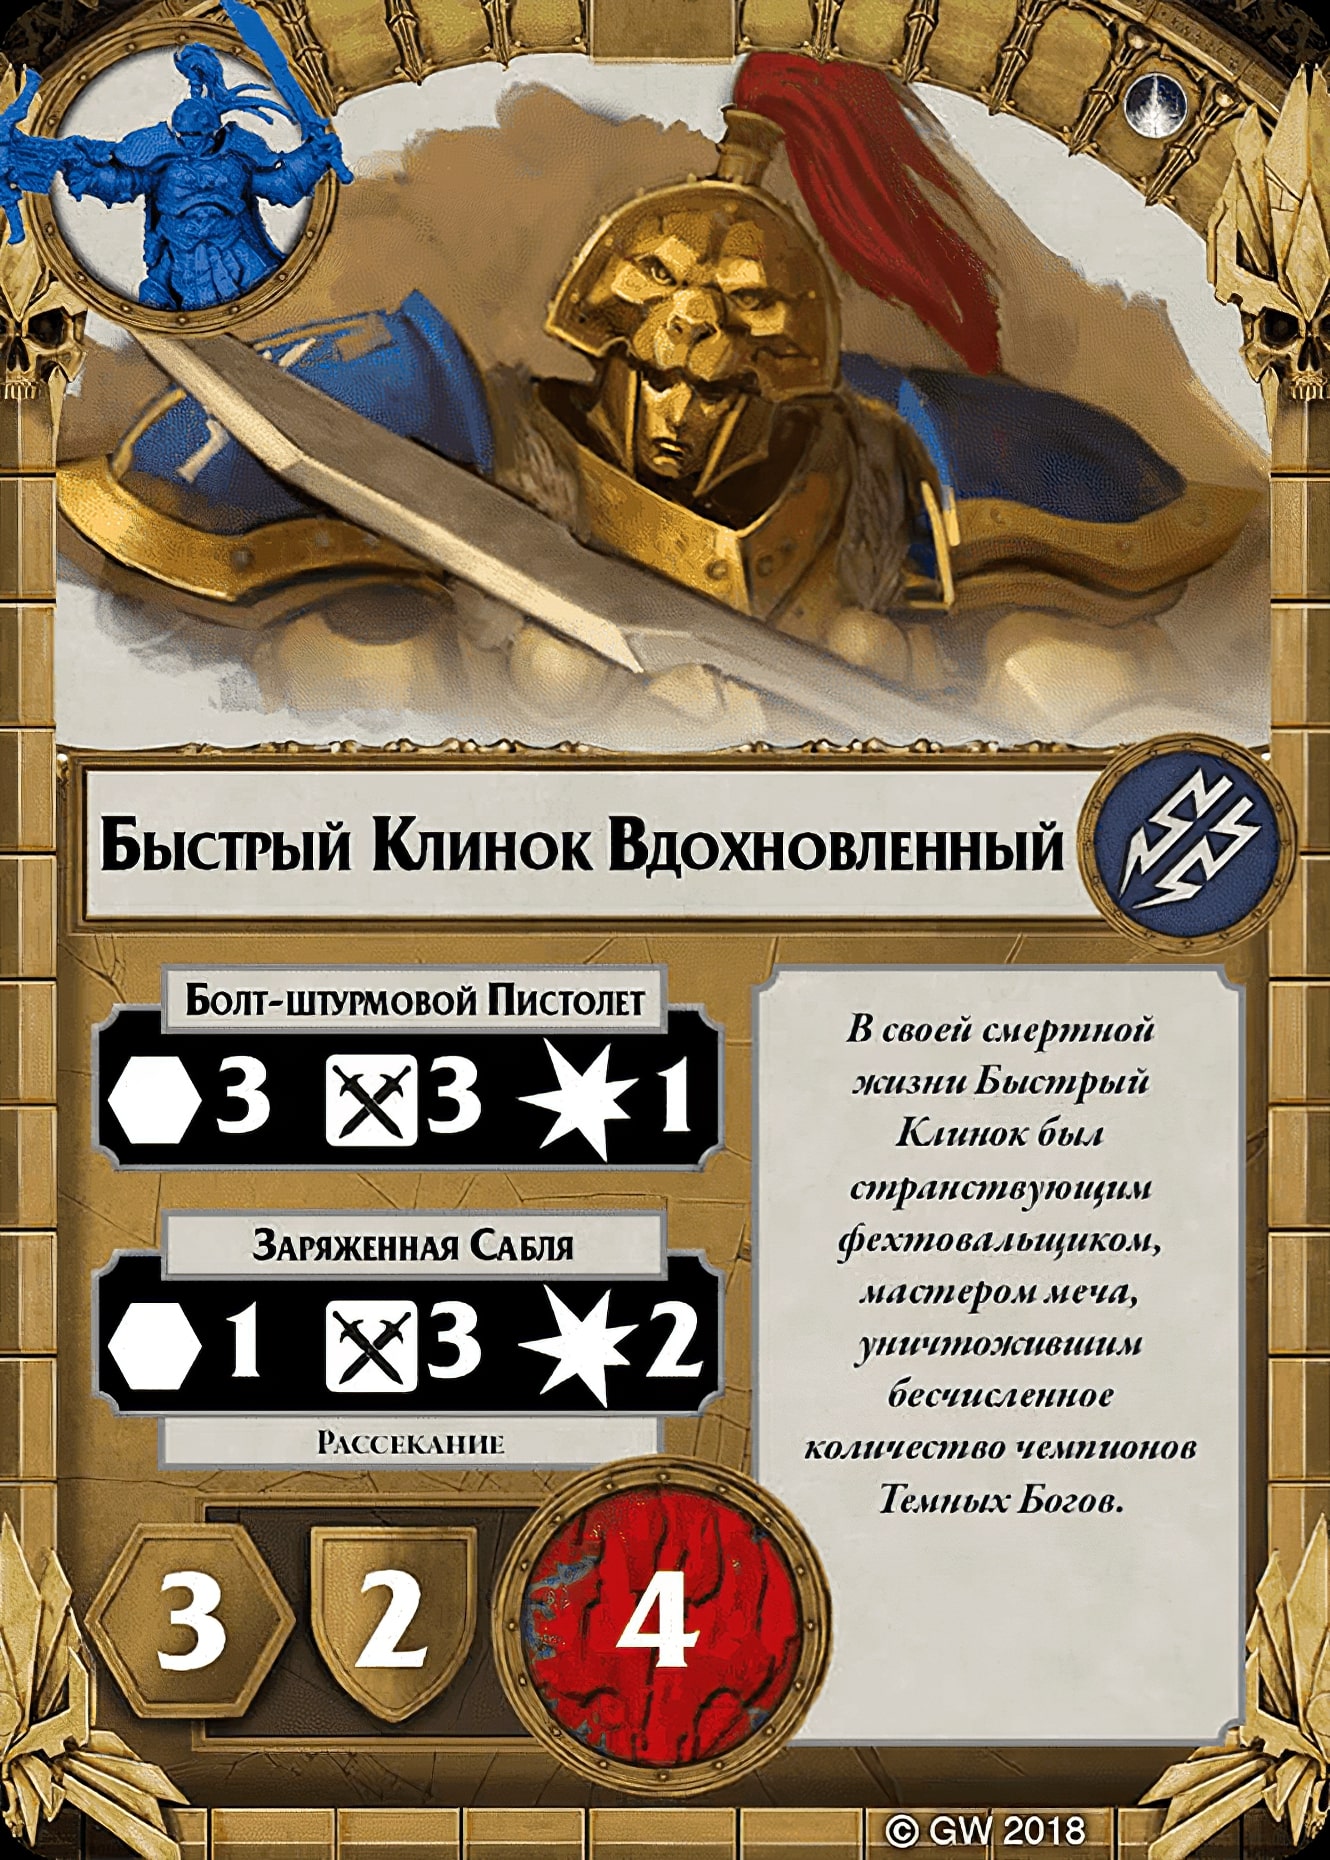 Быстрый Клинок Вдохновленный
Болт-штурмовой Пистолет
3 3 1
Заряженная Сабля
1 3 2
Рассекание
3 2 4
В своей смертной
жизни Быстрый
Клинок был
странствующим
фехтовальщиком,
мастером меча,
уничтожившим
бесчисленное
количество чемпионов
Темных Богов.
© GW 2018